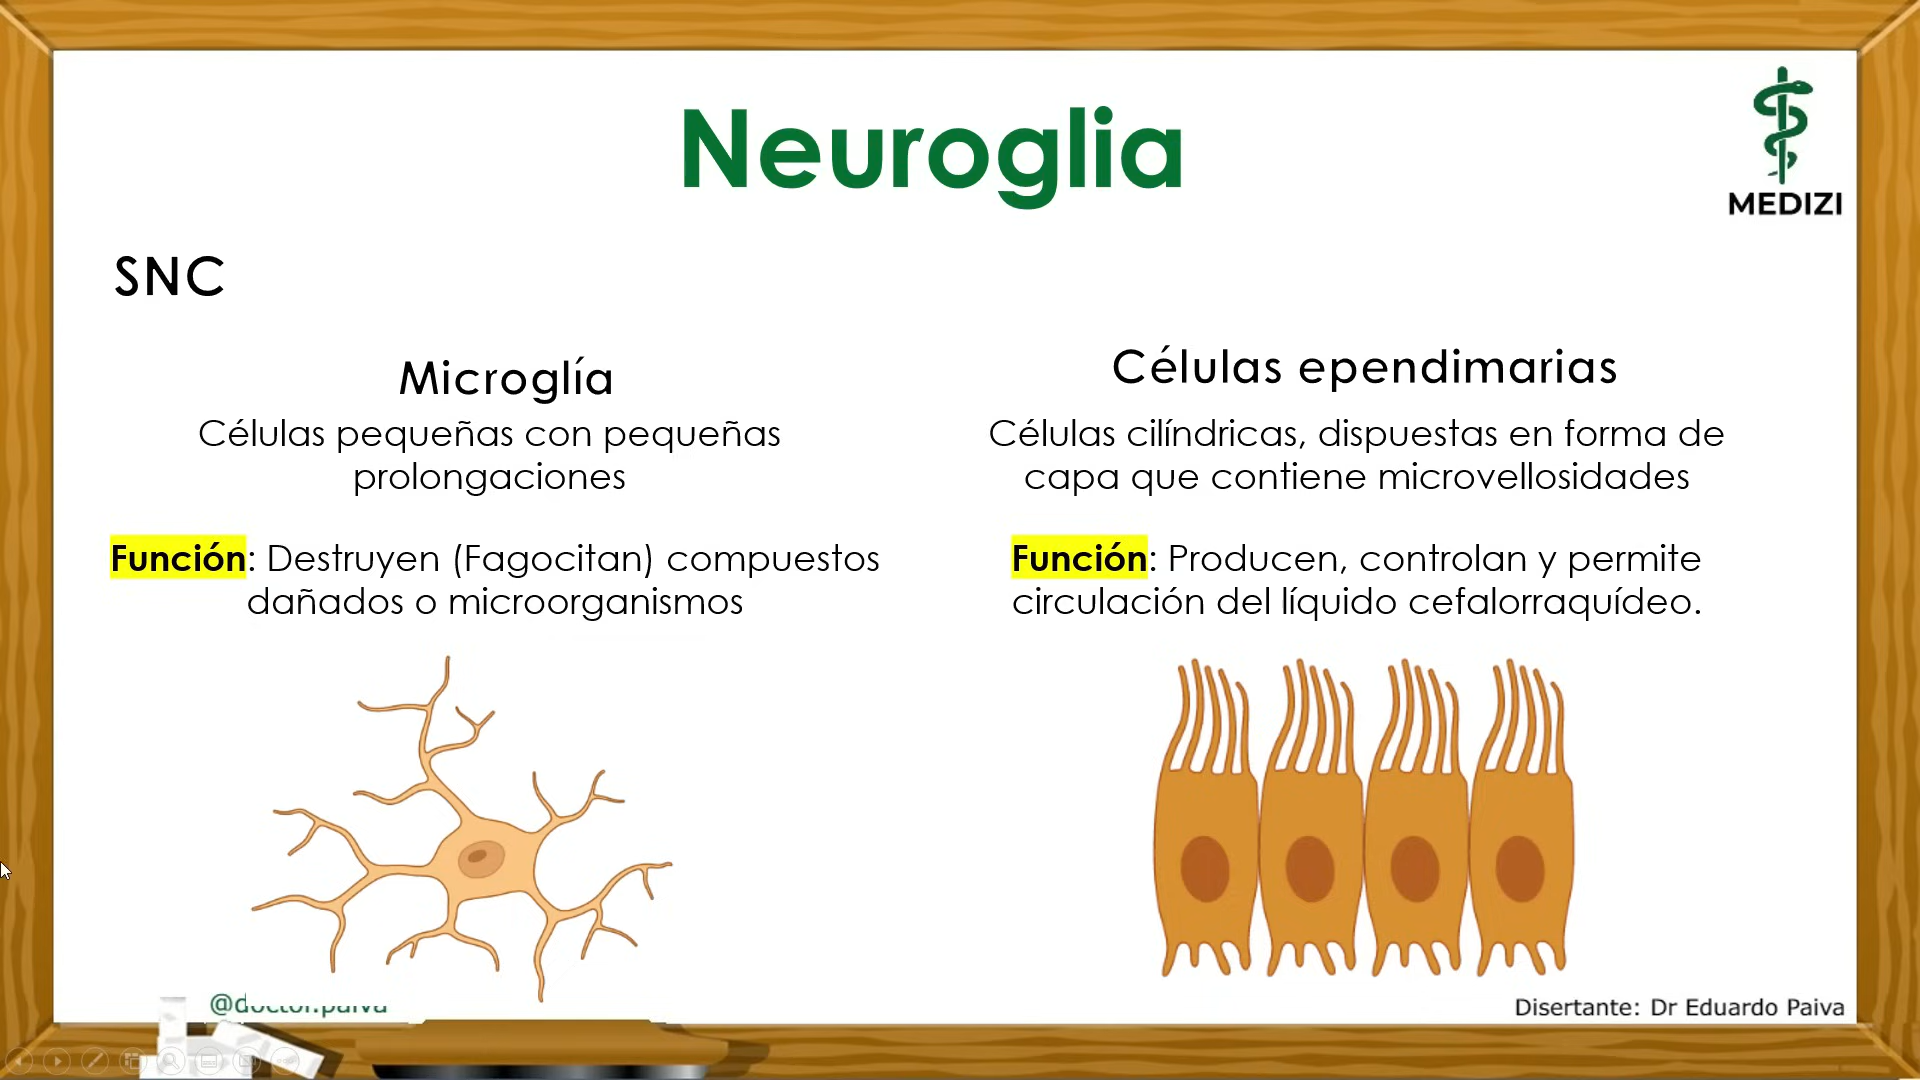 Neuroglia
MEDIZI
SNC
Microglía
Células pequeñas con pequeñas
prolongaciones
Función: Destruyen (Fagocitan) compuestos
dañados o microorganismos
Células ependimarias
Células cilíndricas, dispuestas en forma de
capa que contiene microvellosidades
Función: Producen, controlan y permite
circulación del líquido cefalorraquídeo.
@doctor.paiva
Disertante: Dr Eduardo Paiva